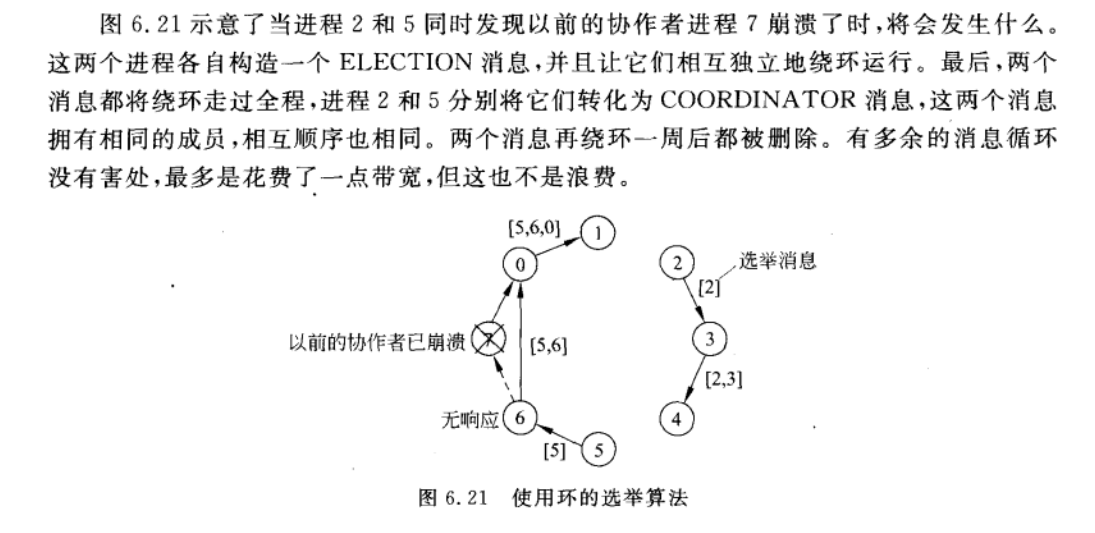 图 6.21 示意了当进程 2 和 5 同时发现以前的协作者进程 7 崩溃了时,将会发生什么。
这两个进程各自构造一个 ELECTION 消息,并且让它们相互独立地绕环运行。最后,两个
消息都将绕环走过全程,进程 2 和 5 分别将它们转化为 COORDINATOR 消息,这两个消息
拥有相同的成员,相互顺序也相同。两个消息再绕环一周后都被删除。有多余的消息循环
没有害处,最多是花费了一点带宽,但这也不是浪费。
[5,6,0]
1
0
2
选举消息
[2]
以前的协作者已崩溃
7
[5,6]
3
[2,3]
无响应
6
4
[5]
5
图 6.21 使用环的选举算法